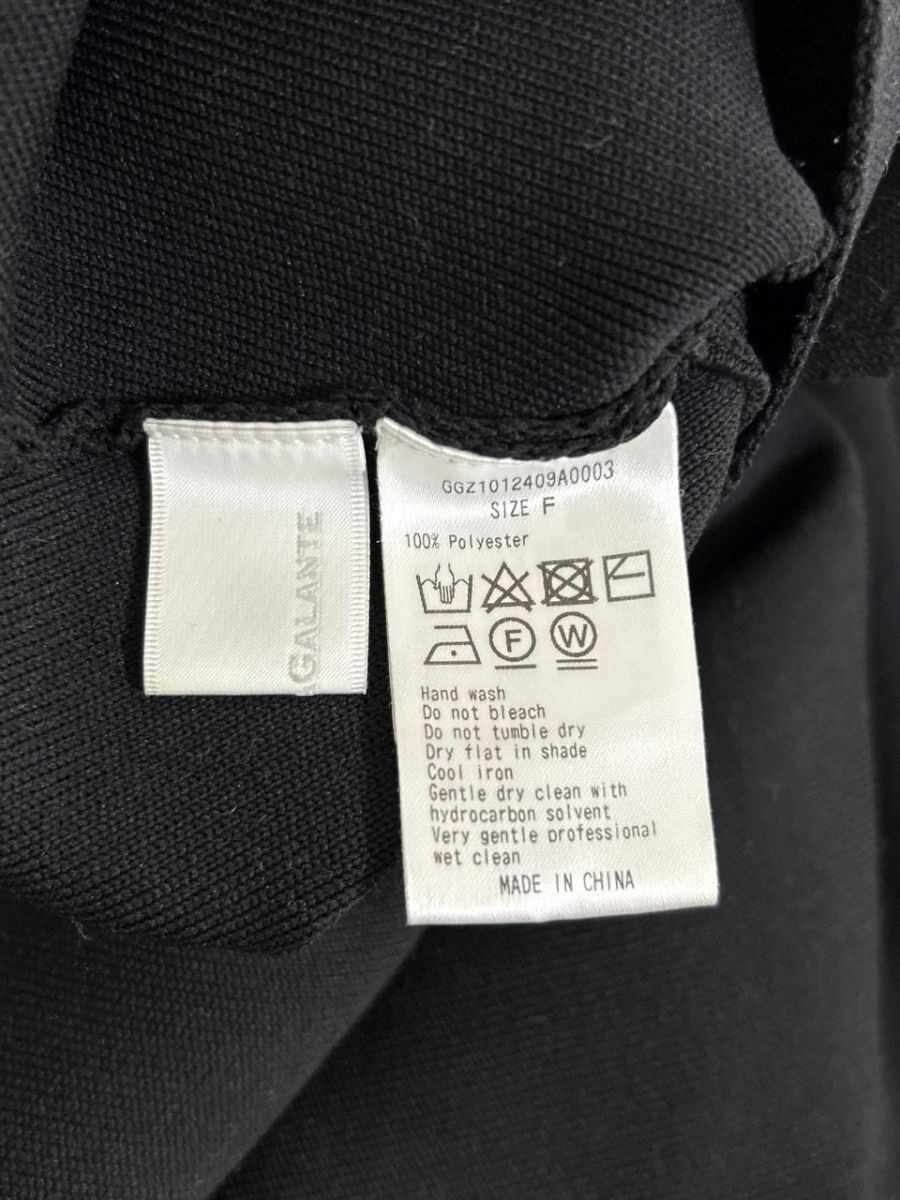 GALANTE
GGZ1012409A0003
SIZE F
100% Polyester
F W
Hand wash
Do not bleach
Do not tumble dry
Dry flat in shade
Cool iron
Gentle dry clean with
hydrocarbon solvent
Very gentle professional
wet clean
MADE IN CHINA